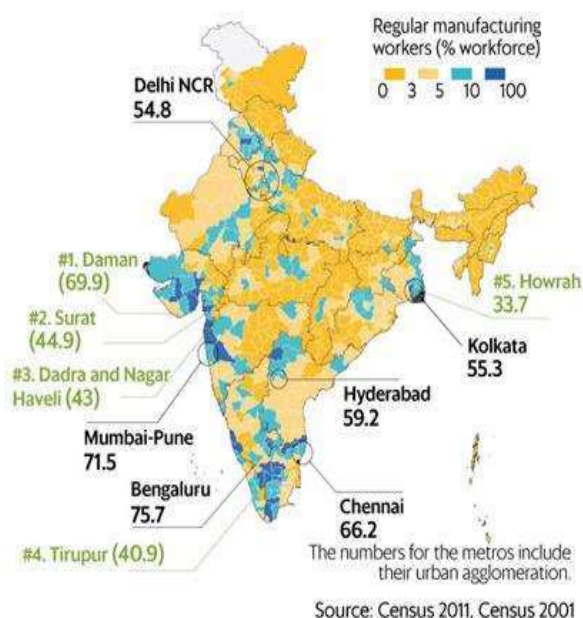 Regular manufacturing
workers (% workforce)
0 3 5 10 100
Delhi NCR
54.8
#1. Daman
(69.9)
#2. Surat
(44.9)
#3. Dadra and Nagar
Haveli (43)
Mumbai-Pune
71.5
Bengaluru
75.7
#4. Tirupur (40.9)
#5. Howrah
33.7
Kolkata
55.3
Hyderabad
59.2
Chennai
66.2
The numbers for the metros include
their urban agglomeration.
Source: Census 2011, Census 2001